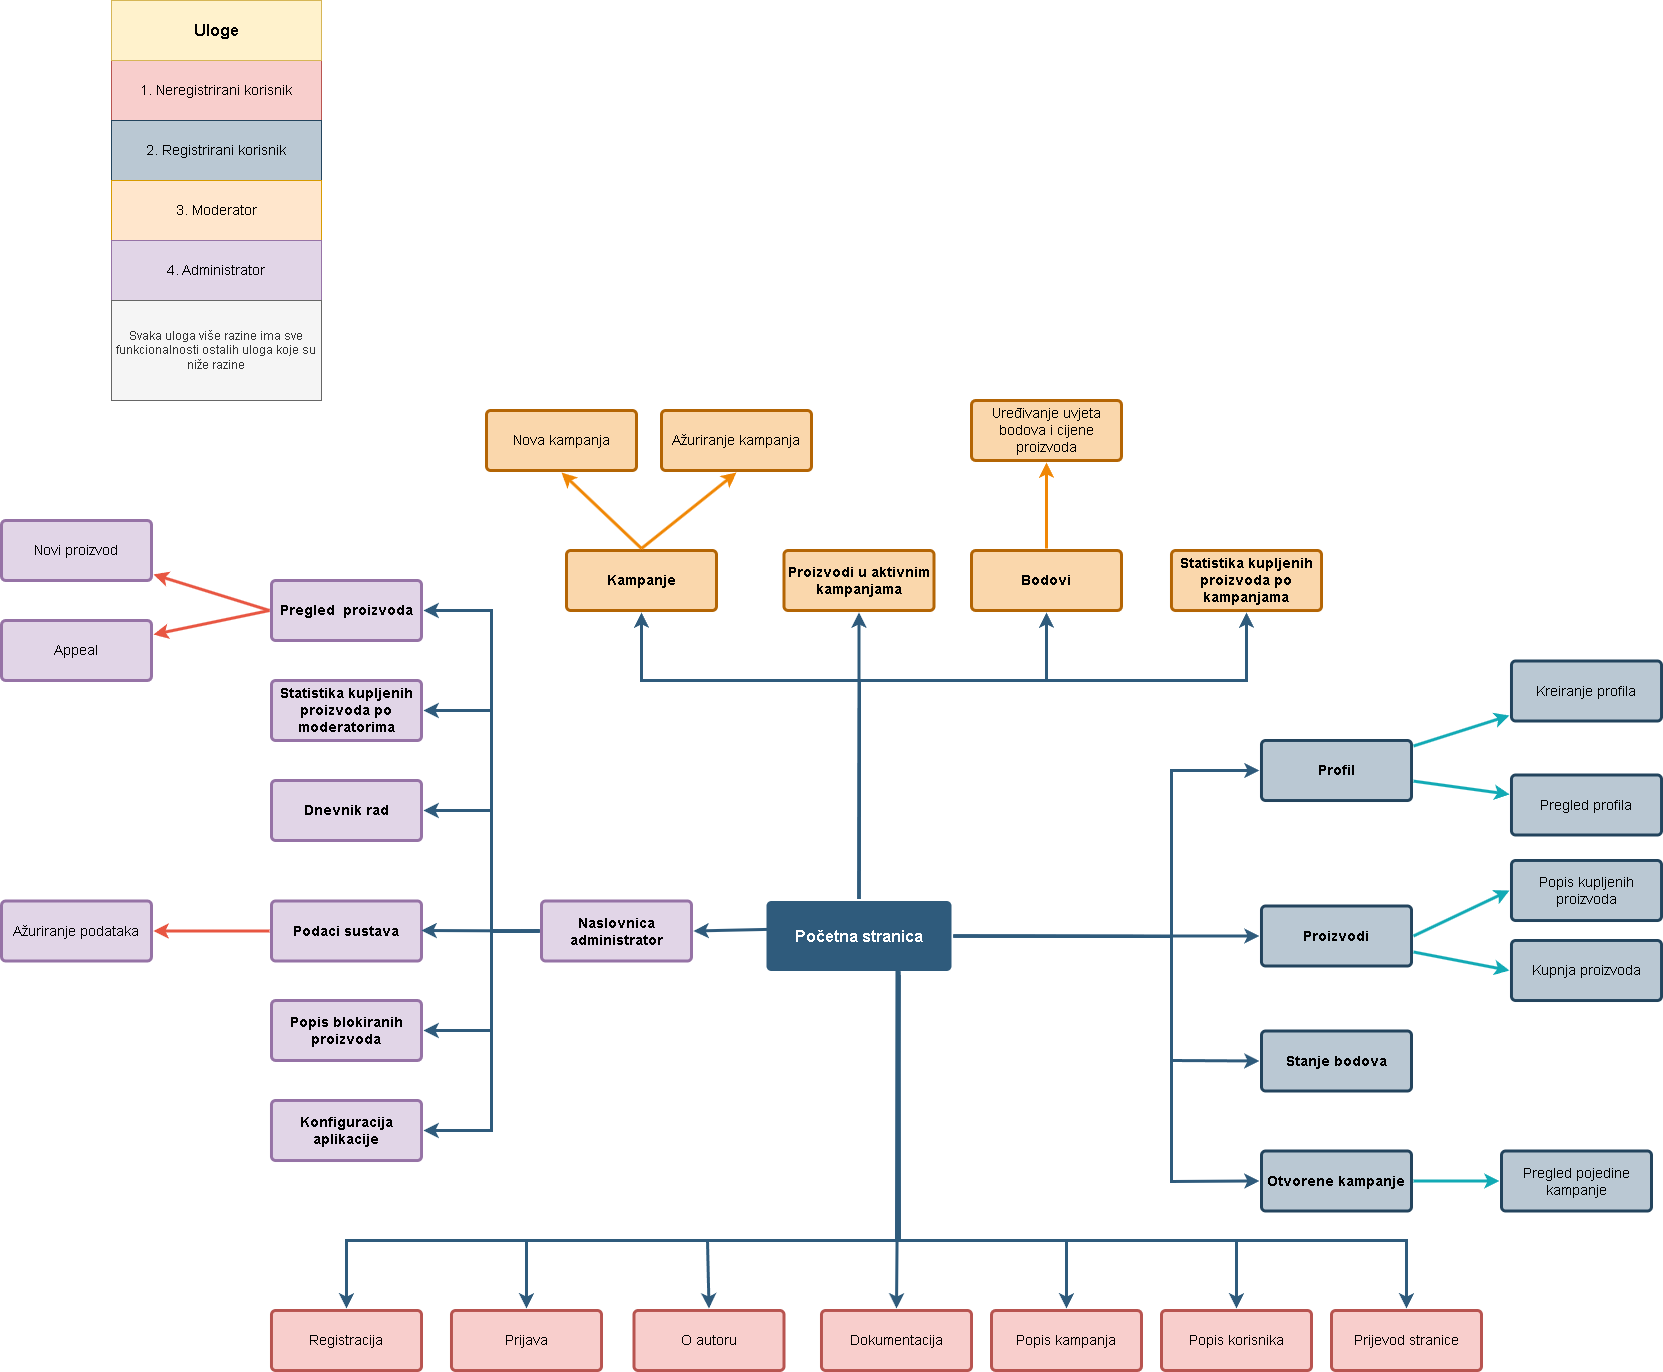 Uloge
1. Neregistrirani korisnik
2. Registrirani korisnik
3. Moderator
4. Administrator
Svaka uloga više razine ima sve
funkcionalnosti ostalih uloga koje su
niže razine
Nova kampanja
Ažuriranje kampanja
Uređivanje uvjeta
bodova i cijene
proizvoda
Kampanje
Proizvodi u aktivnim
kampanjama
Bodovi
Statistika kupljenih
proizvoda po
kampanjama
Novi proizvod
Appeal
Pregled  proizvoda
Statistika kupljenih
proizvoda po
moderatorima
Dnevnik rad
Ažuriranje podataka
Podaci sustava
Popis blokiranih
proizvoda
Konfiguracija
aplikacije
Naslovnica
administrator
Početna stranica
Profil
Kreiranje profila
Pregled profila
Proizvodi
Popis kupljenih
proizvoda
Kupnja proizvoda
Stanje bodova
Otvorene kampanje
Pregled pojedine
kampanje
Registracija
Prijava
O autoru
Dokumentacija
Popis kampanja
Popis korisnika
Prijevod stranice